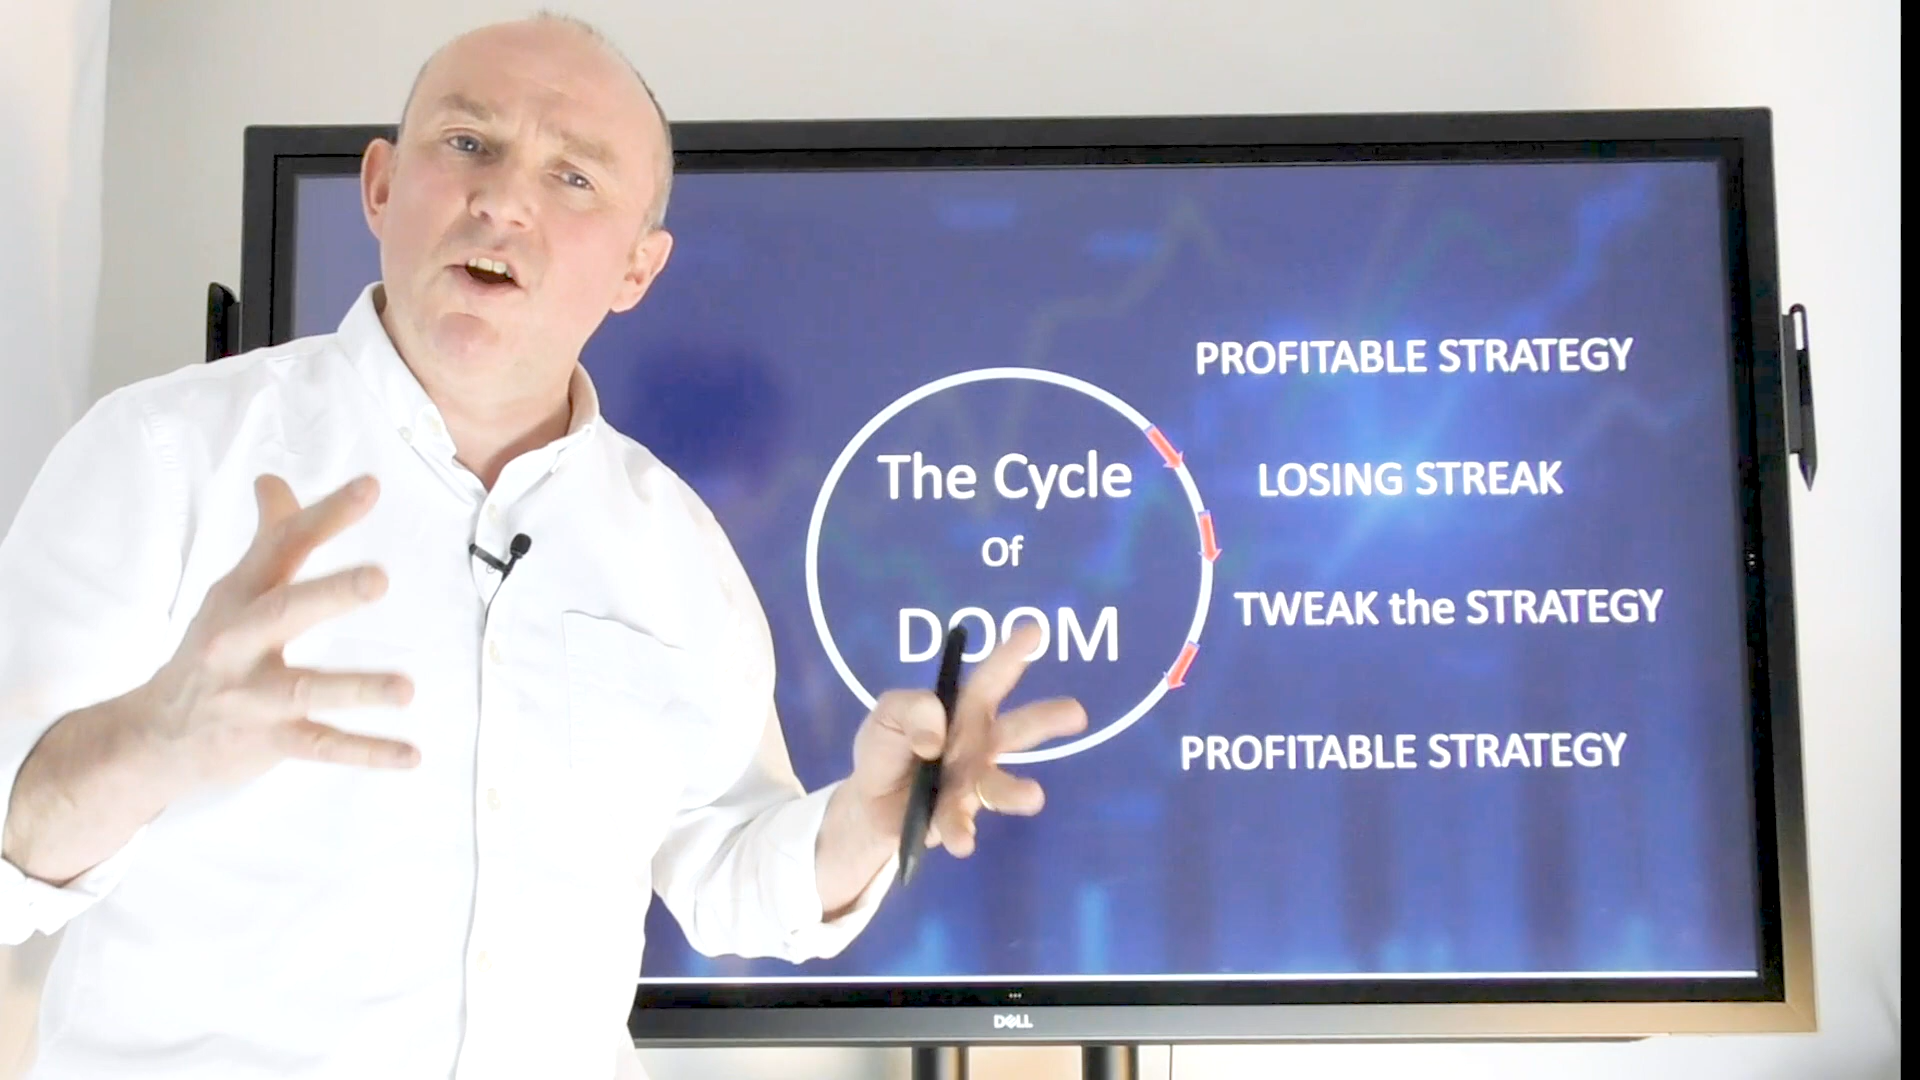 The Cycle
Of
DOOM
PROFITABLE STRATEGY
LOSING STREAK
TWEAK the STRATEGY
PROFITABLE STRATEGY
DELL